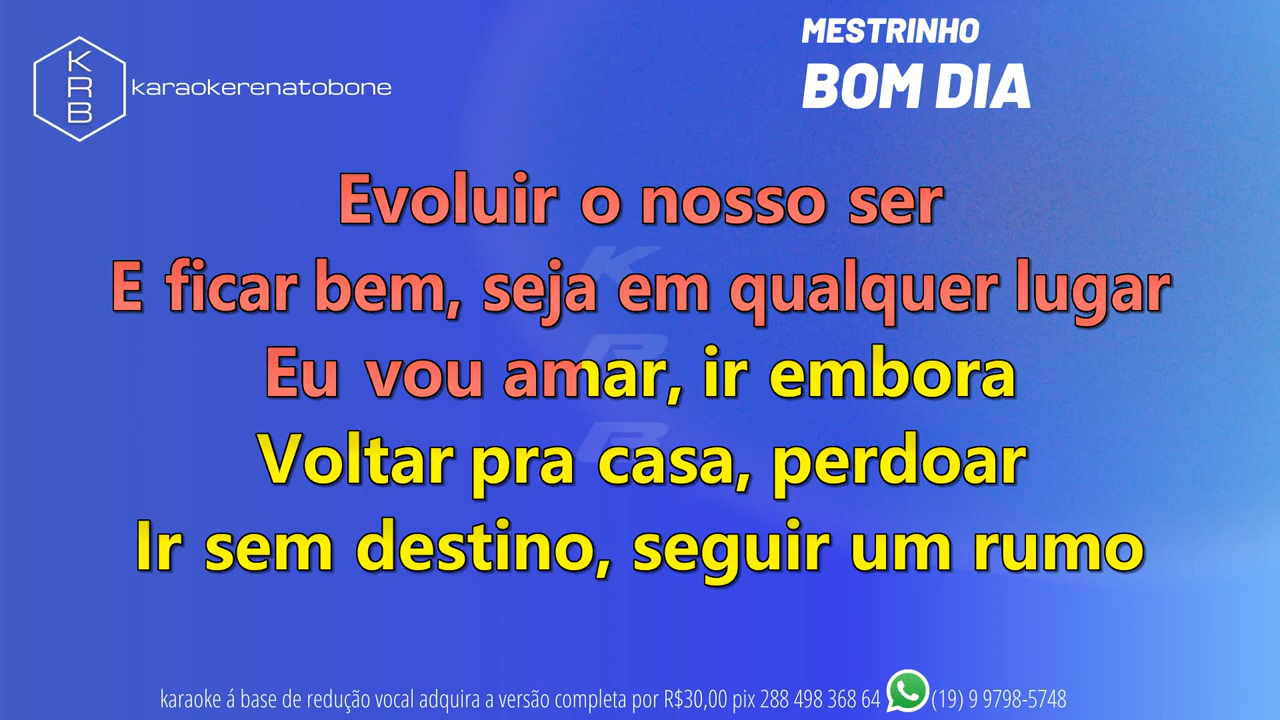 MESTRINHO
BOM DIA
K
R
B
karaokerenatobone
Evoluir o nosso ser
E ficar bem, seja em qualquer lugar
Eu vou amar, ir embora
Voltar pra casa, perdoar
Ir sem destino, seguir um rumo
K
R
B
karaoke á base de redução vocal adquira a versão completa por R$30,00 pix 288 498 368 64 (19) 9 9798-5748